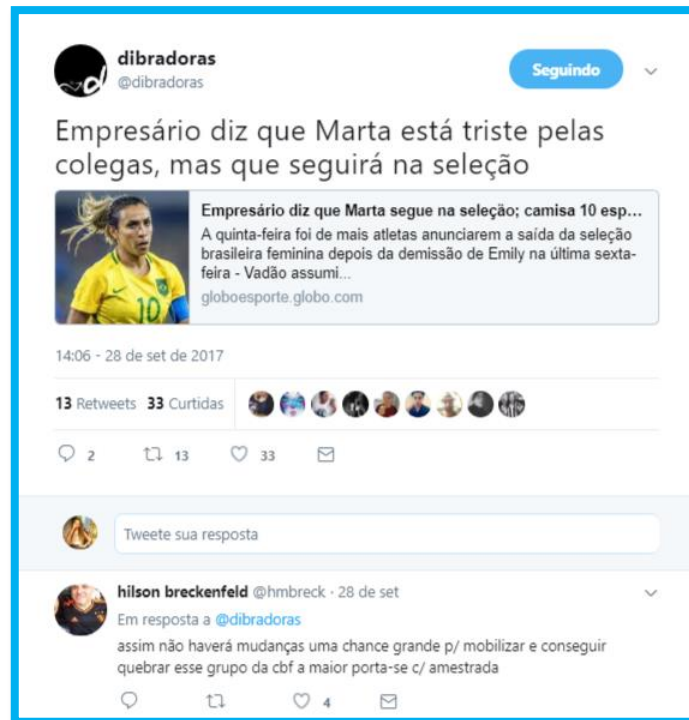 dibradoras
@dibradoras
Seguindo
Empresário diz que Marta está triste pelas
colegas, mas que seguirá na seleção
Empresário diz que Marta segue na seleção; camisa 10 esp...
A quinta-feira foi de mais atletas anunciarem a saída da seleção
brasileira feminina depois da demissão de Emily na última sexta-
feira - Vadão assumi...
globoesporte.globo.com
10
14:06 - 28 de set de 2017
13 Retweets 33 Curtidas
2 13 33
Tweete sua resposta
hilson breckenfeld @hmbreck · 28 de set
Em resposta a @dibradoras
assim não haverá mudanças uma chance grande p/ mobilizar e conseguir
quebrar esse grupo da cbf a maior porta-se c/ amestrada
4